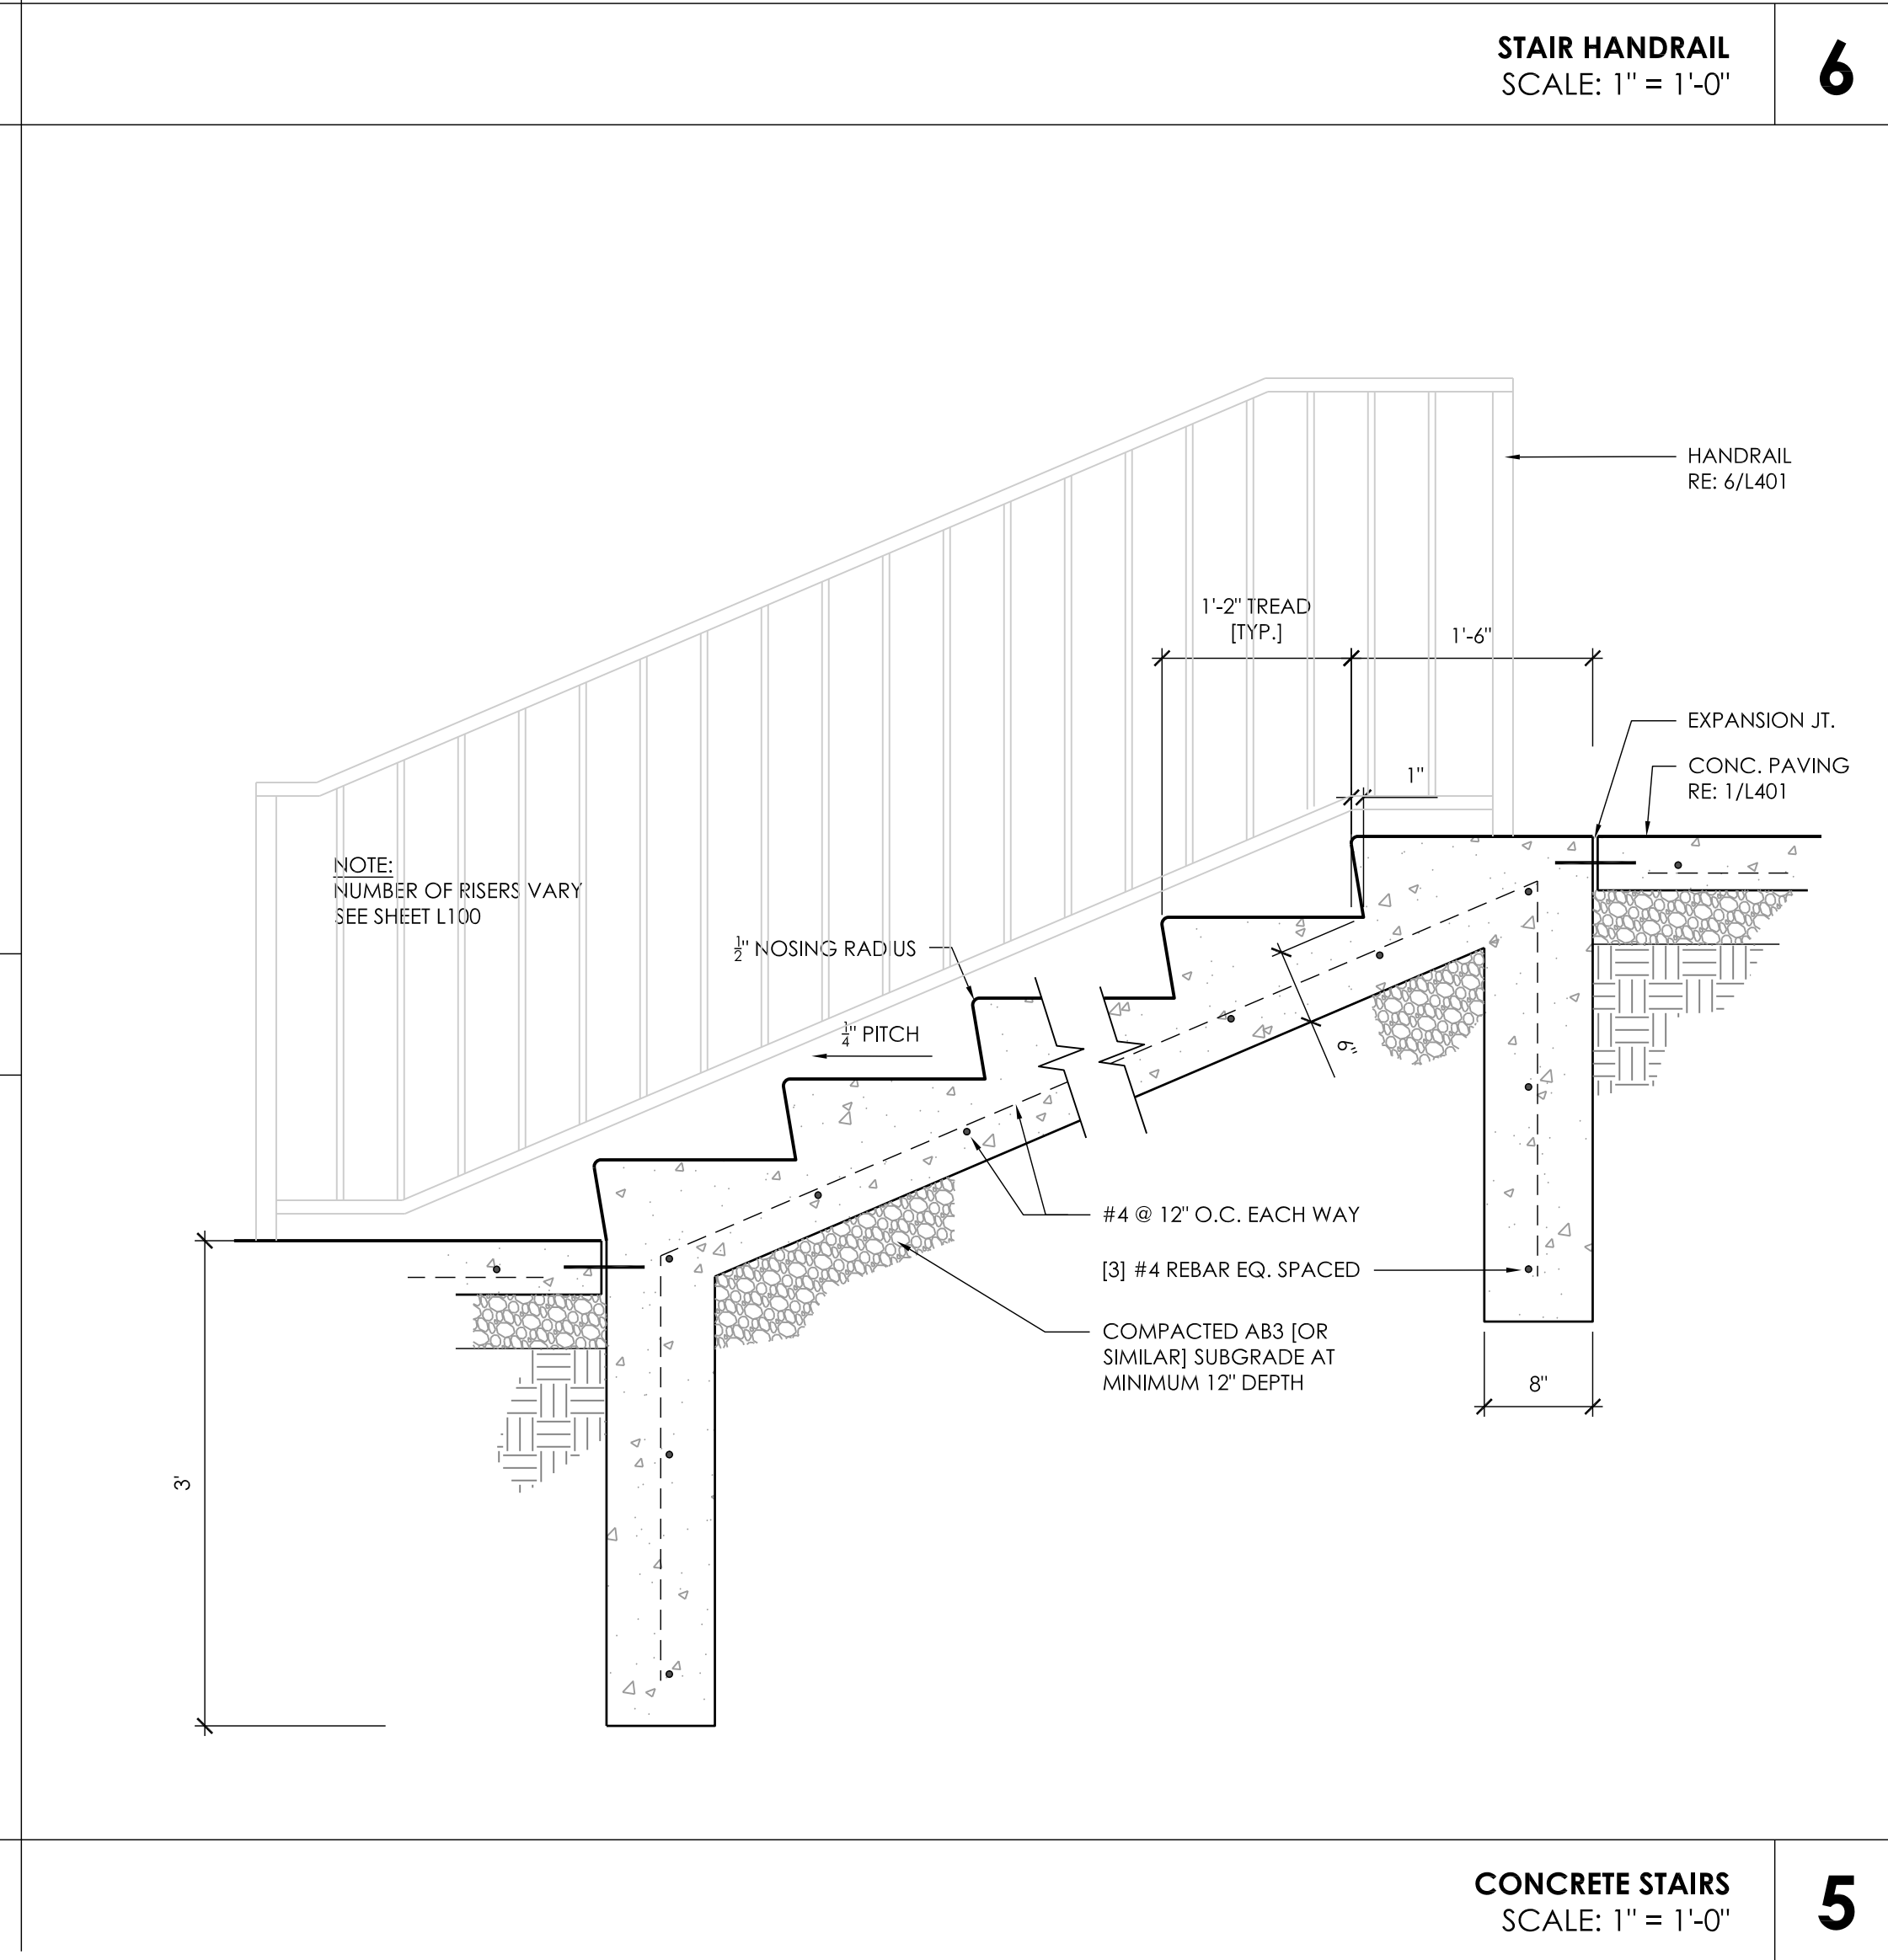 STAIR HANDRAIL
SCALE: 1" = 1'-0"
6
HANDRAIL
RE: 6/L401
1'-2" TREAD
[TYP.]
1'-6"
EXPANSION JT.
1"
CONC. PAVING
RE: 1/L401
NOTE:
NUMBER OF RISERS VARY
SEE SHEET L100
½" NOSING RADIUS
¼" PITCH
6"
#4 @ 12" O.C. EACH WAY
[3] #4 REBAR EQ. SPACED
COMPACTED AB3 [OR
SIMILAR] SUBGRADE AT
MINIMUM 12" DEPTH
8"
3'
CONCRETE STAIRS
SCALE: 1" = 1'-0"
5